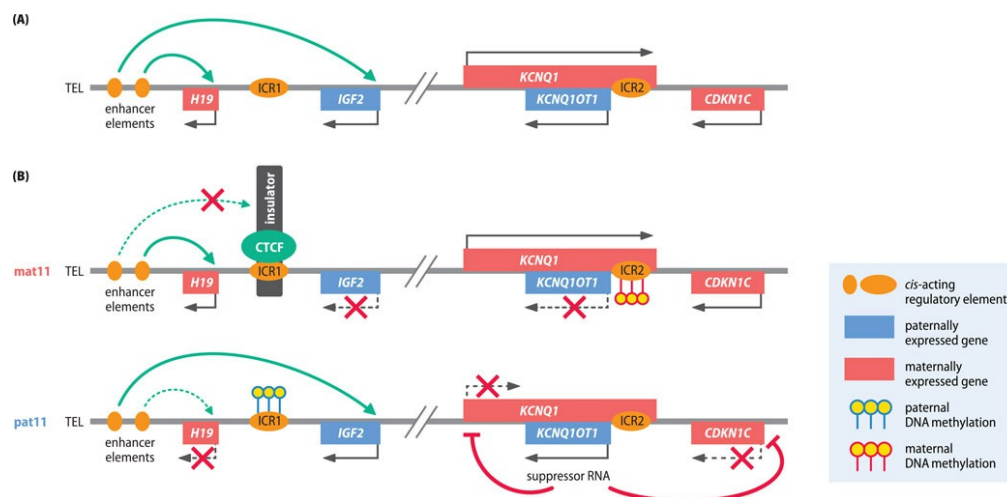 (A)
TEL
enhancer
elements
H19
ICR1
IGF2
KCNQ1
KCNQ1OT1
ICR2
CDKN1C
(B)
mat11
TEL
enhancer
elements
H19
insulator
CTCF
ICR1
IGF2
KCNQ1
KCNQ1OT1
ICR2
CDKN1C
pat11
TEL
enhancer
elements
H19
ICR1
IGF2
KCNQ1
KCNQ1OT1
ICR2
CDKN1C
suppressor RNA
cis-acting
regulatory element
paternally
expressed gene
maternally
expressed gene
paternal
DNA methylation
maternal
DNA methylation